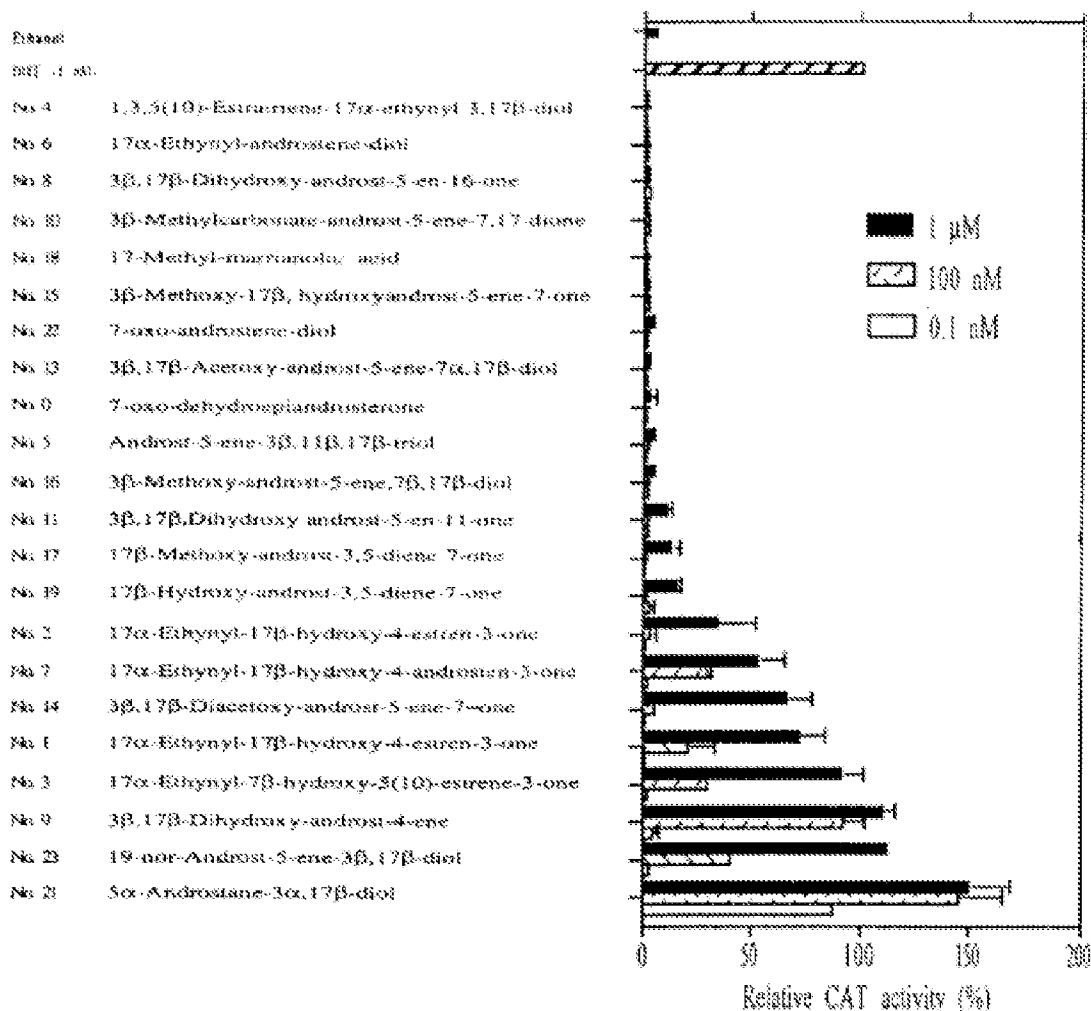 Ethanol
No. 4 1,3,5(10)-Estratriene-17α-ethynyl 3,17β-diol
No. 6 17α-Ethynyl-androstene-diol
No. 8 3β,17β-Dihydroxy-androst-5-en-16-one
No. 10 3β-Methylcarbonate-androst-5-ene-7,17-dione
No. 18 17-Methyl-marrianolic acid
No. 15 3β-Methoxy-17β, hydroxyandrost-5-ene-7-one
No. 22 7-oxo-androstene-diol
No. 13 3β,17β-Acetoxy-androst-5-ene-7α,17β-diol
No. 0 7-oxo-dehydroepiandrosterone
No. 5 Androst-5-ene-3β,11β,17β-triol
No. 16 3β-Methoxy-androst-5-ene,7β,17β-diol
No. 11 3β,17β,Dihydroxy androst-5-en-11-one
No. 17 17β-Methoxy-androst-3,5-diene 7-one
No. 19 17β-Hydroxy-androst-3,5-diene-7-one
No. 2 17α-Ethynyl-17β-hydroxy-4-estren-3-one
No. 7 17α-Ethynyl-17β-hydroxy-4-androsten-3-one
No. 14 3β,17β-Diacetoxy-androst-5-ene-7-one
No. 1 17α-Ethynyl-17β-hydroxy-4-estren-3-one
No. 3 17α-Ethynyl-7β-hydroxy-5(10)-estrene-3-one
No. 9 3β,17β-Dihydroxy-androst-4-ene
No. 23 19-nor-Androst-5-ene-3β,17β-diol
No. 21 5α-Androstane-3α,17β-diol
1 µM
100 nM
0.1 nM
0 50 100 150 200
Relative CAT activity (%)